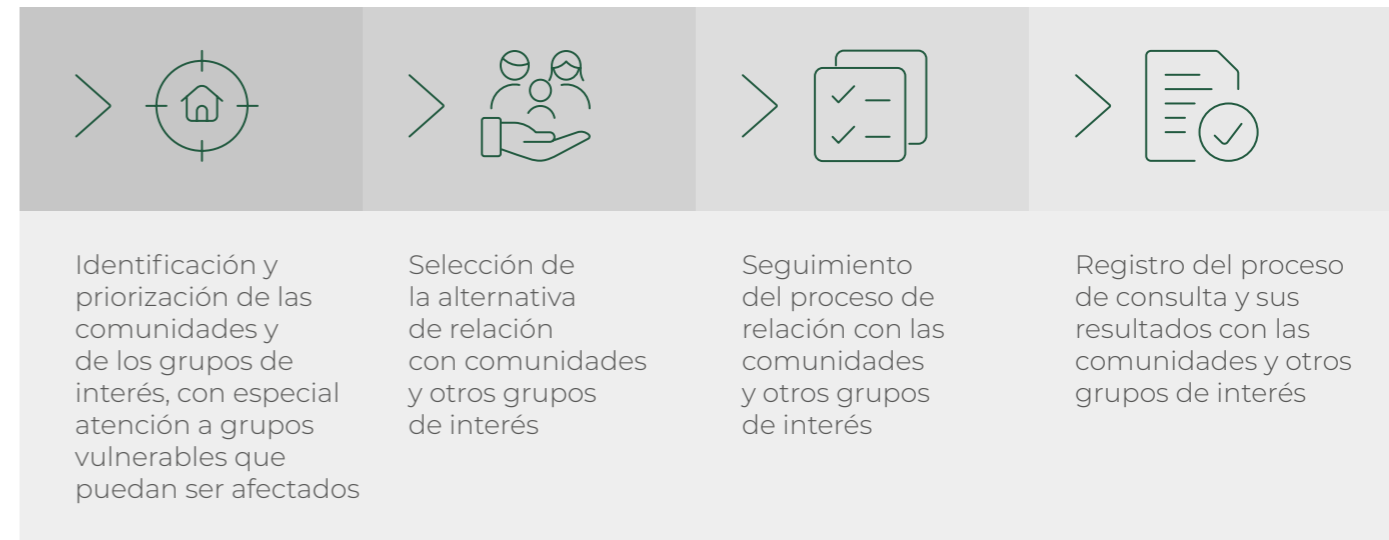 Identificación y
priorización de las
comunidades y
de los grupos de
interés, con especial
atención a grupos
vulnerables que
puedan ser afectados
Selección de
la alternativa
de relación
con comunidades
y otros grupos
de interés
Seguimiento
del proceso de
relación con las
comunidades
y otros grupos
de interés
Registro del proceso
de consulta y sus
resultados con las
comunidades y otros
grupos de interés